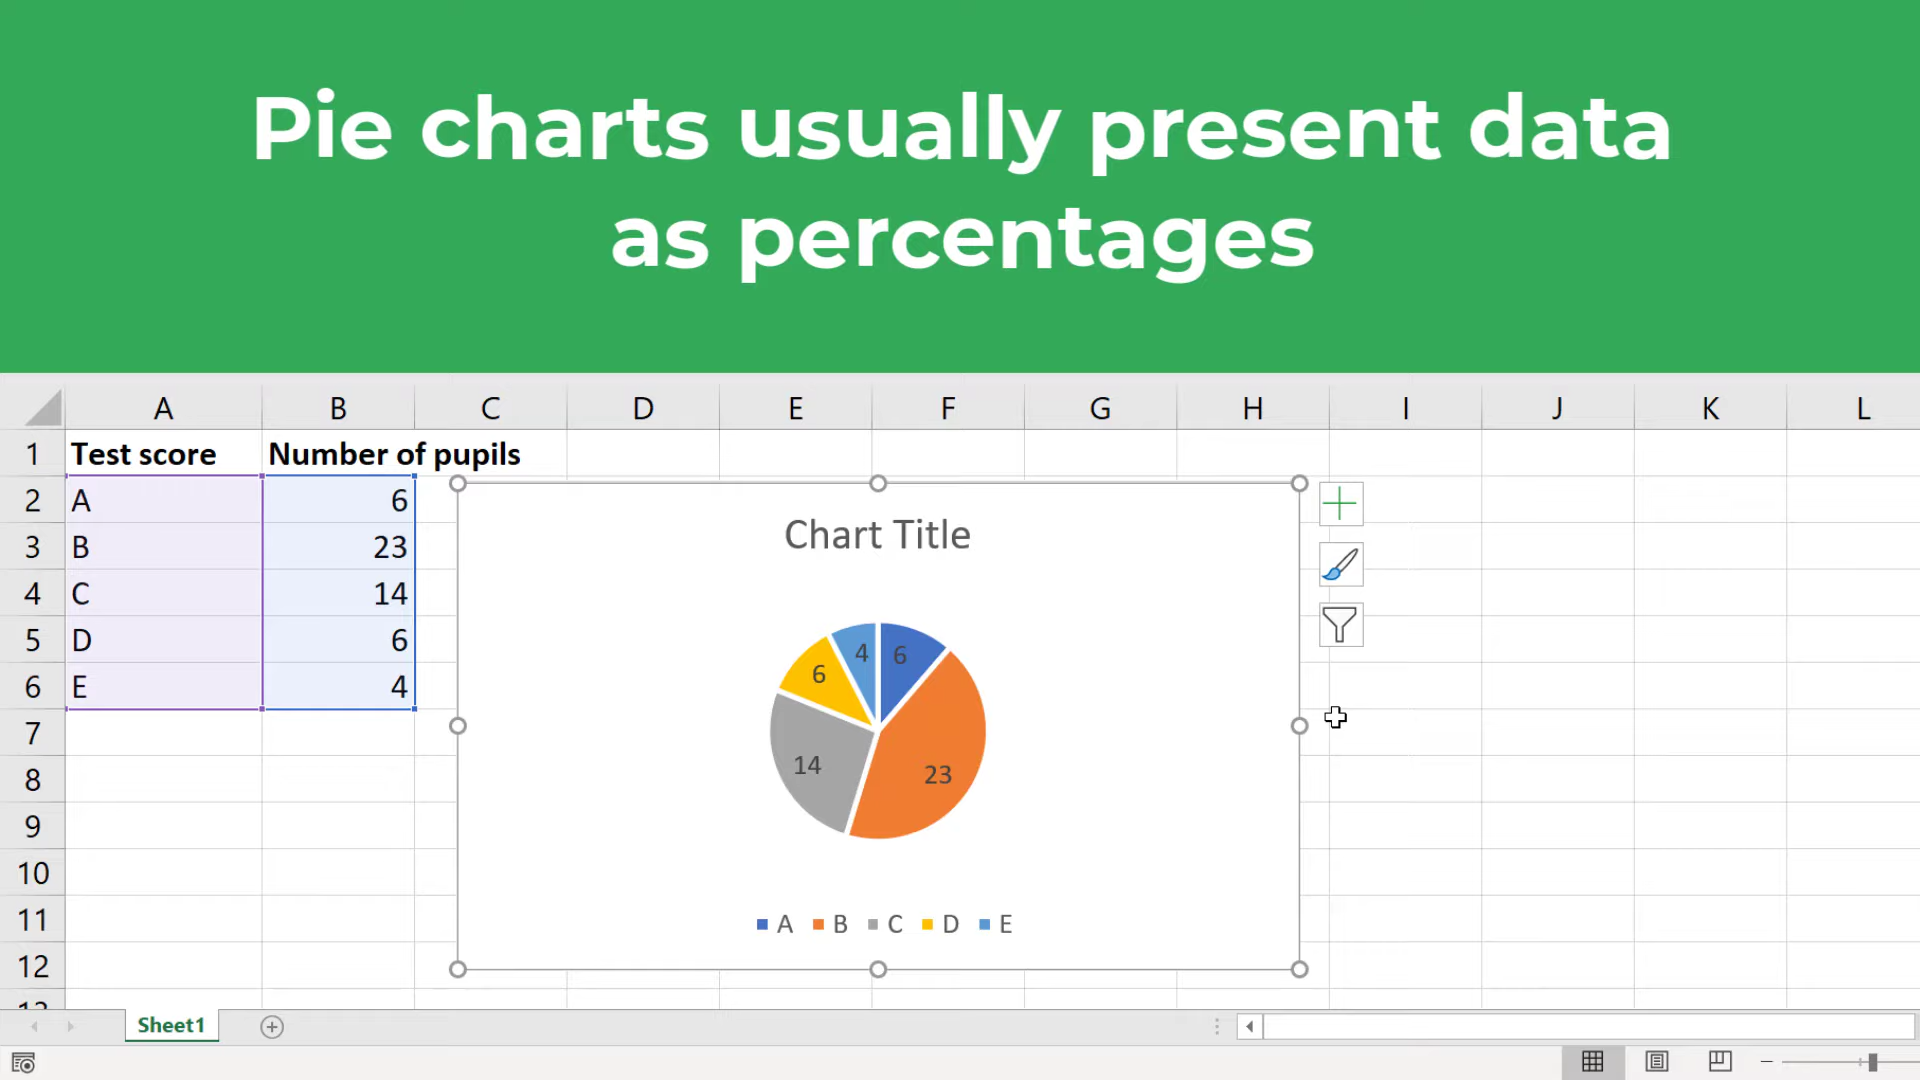 Pie charts usually present data
as percentages
A B C D E F G H I J K L
1 Test score Number of pupils
2 A 6
3 B 23
4 C 14
5 D 6
6 E 4
7
8
9
10
11
12
Chart Title
4 6
6
14 23
A B C D E
Sheet1